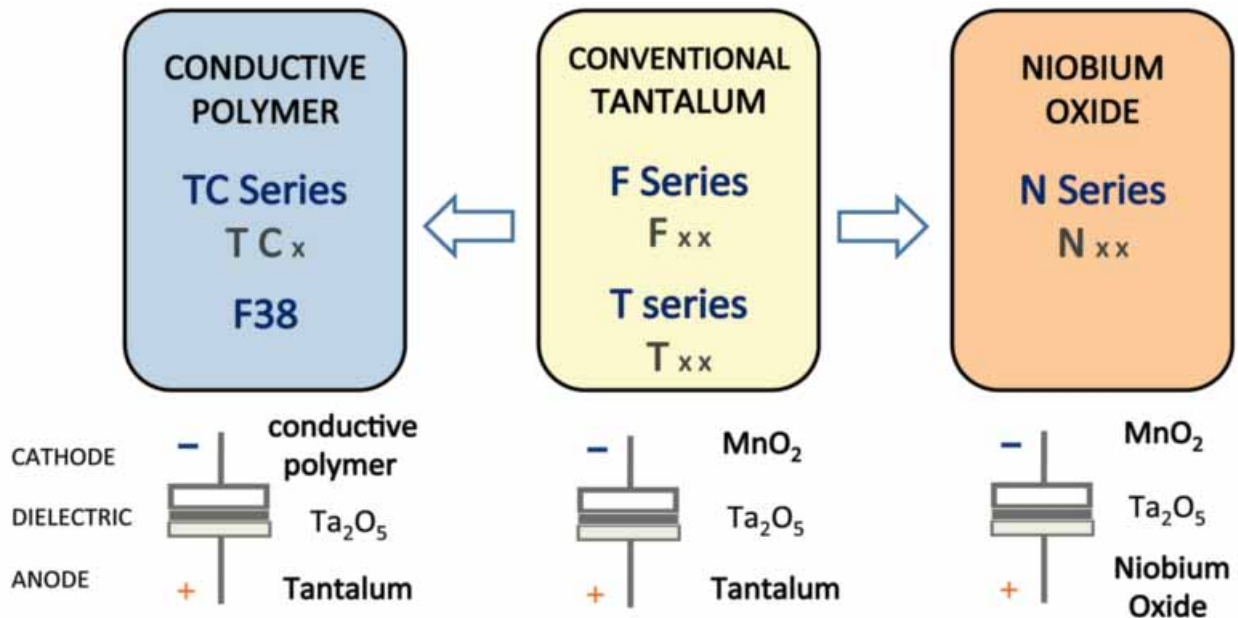 CONDUCTIVE
POLYMER
TC Series
T C x
F38
CONVENTIONAL
TANTALUM
F Series
F x x
T series
T x x
NIOBIUM
OXIDE
N Series
N x x
CATHODE
DIELECTRIC
ANODE
−
conductive
polymer
Ta₂O₅
+
Tantalum
−
MnO₂
Ta₂O₅
+
Tantalum
−
MnO₂
Ta₂O₅
+
Niobium
Oxide